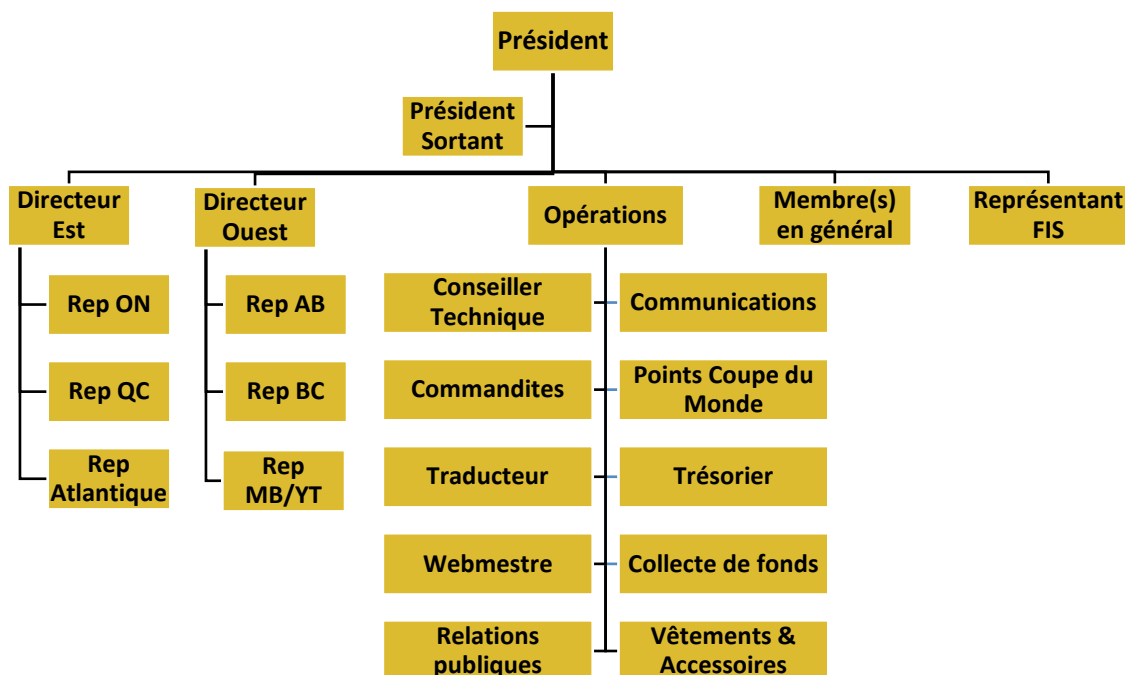 Président
Président
Sortant
Directeur
Est
Directeur
Ouest
Opérations
Membre(s)
en général
Représentant
FIS
Rep ON
Rep QC
Rep
Atlantique
Rep AB
Rep BC
Rep
MB/YT
Conseiller
Technique
Communications
Commandites
Points Coupe du
Monde
Traducteur
Trésorier
Webmestre
Collecte de fonds
Relations
publiques
Vêtements &
Accessoires